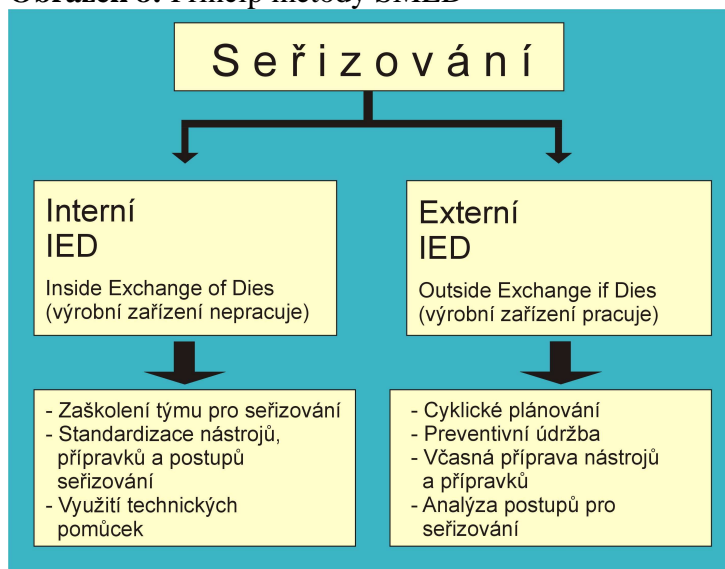 Obrázek 8: Princip metody SMED
Seřizování
Interní
IED
Inside Exchange of Dies
(výrobní zařízení nepracuje)
Externí
IED
Outside Exchange if Dies
(výrobní zařízení pracuje)
- Zaškolení týmu pro seřizování
- Standardizace nástrojů,
přípravků a postupů
seřizování
- Využití technických
pomůcek
- Cyklické plánování
- Preventivní údržba
- Včasná příprava nástrojů
a přípravků
- Analýza postupů pro
seřizování